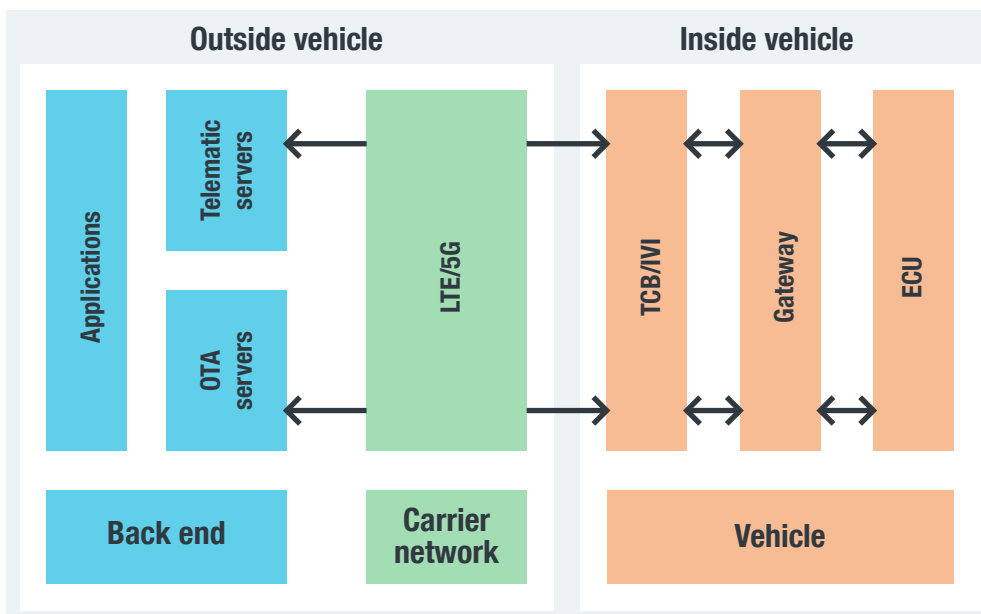 Outside vehicle
Inside vehicle
Applications
Telematic
servers
OTA
servers
LTE/5G
TCB/IVI
Gateway
ECU
Back end
Carrier
network
Vehicle